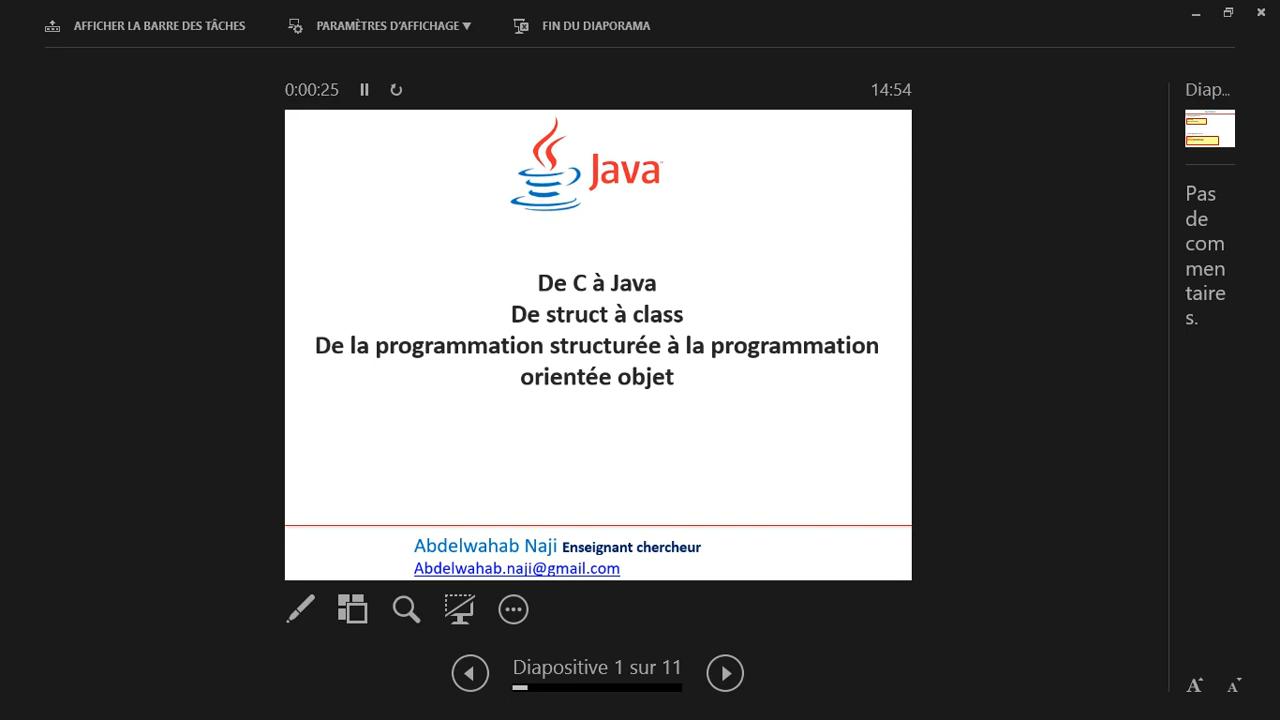 AFFICHER LA BARRE DES TÂCHES
PARAMÈTRES D'AFFICHAGE
FIN DU DIAPORAMA
0:00:25
14:54
Java
De C à Java
De struct à class
De la programmation structurée à la programmation
orientée objet
Abdelwahab Naji Enseignant chercheur
Abdelwahab.naji@gmail.com
Diapositive 1 sur 11
Diap...
Pas
de
com
men
taire
s.
A
A